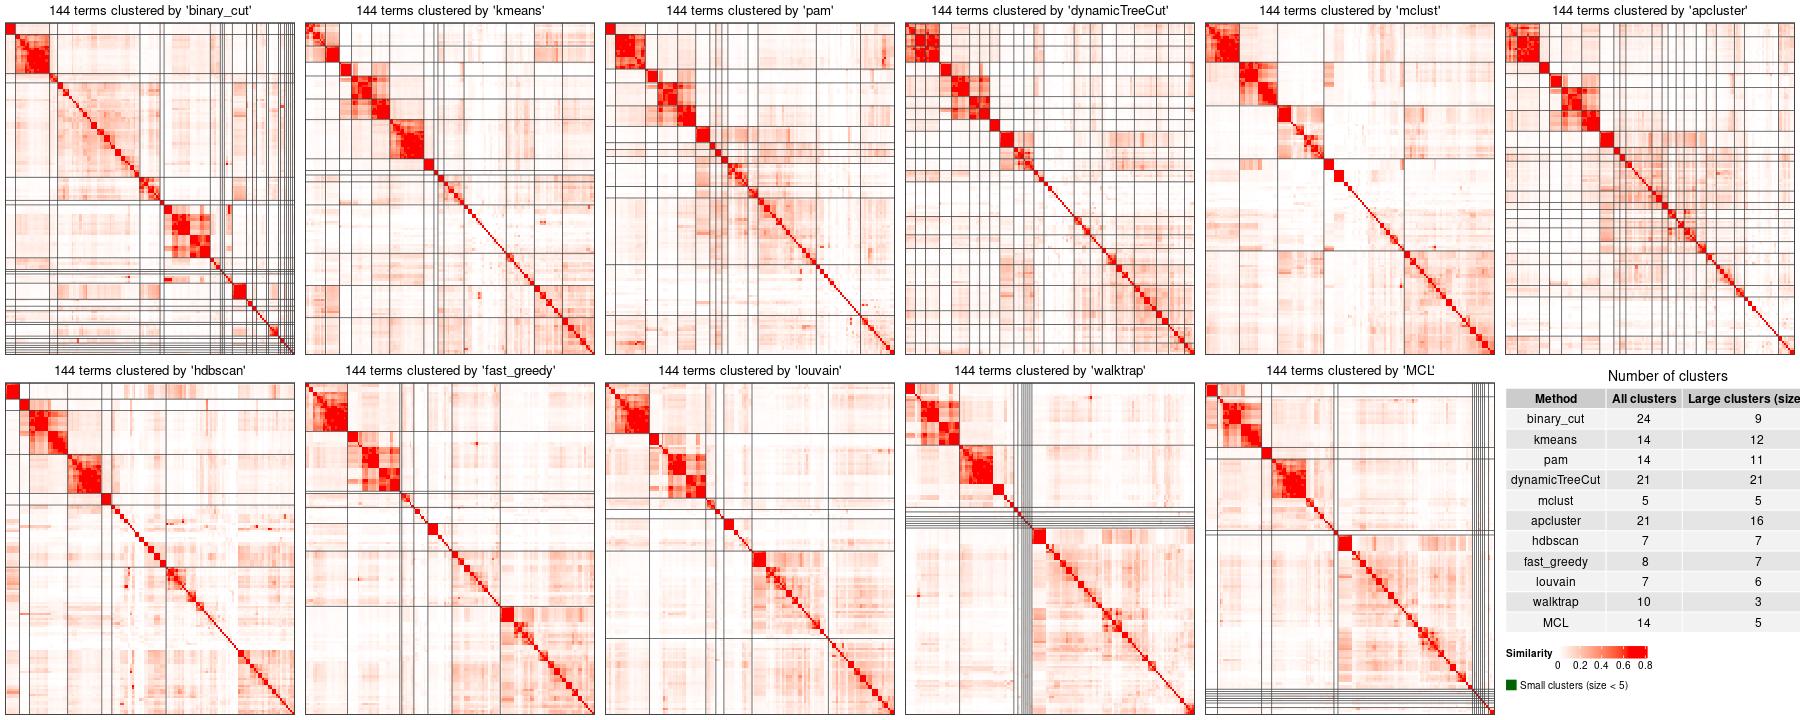 144 terms clustered by 'binary_cut'
144 terms clustered by 'kmeans'
144 terms clustered by 'pam'
144 terms clustered by 'dynamicTreeCut'
144 terms clustered by 'mclust'
144 terms clustered by 'apcluster'
144 terms clustered by 'hdbscan'
144 terms clustered by 'fast_greedy'
144 terms clustered by 'louvain'
144 terms clustered by 'walktrap'
144 terms clustered by 'MCL'
Number of clusters
Method All clusters Large clusters (size
binary_cut 24 9
kmeans 14 12
pam 14 11
dynamicTreeCut 21 21
mclust 5 5
apcluster 21 16
hdbscan 7 7
fast_greedy 8 7
louvain 7 6
walktrap 10 3
MCL 14 5
Similarity
0 0.2 0.4 0.6 0.8
Small clusters (size < 5)